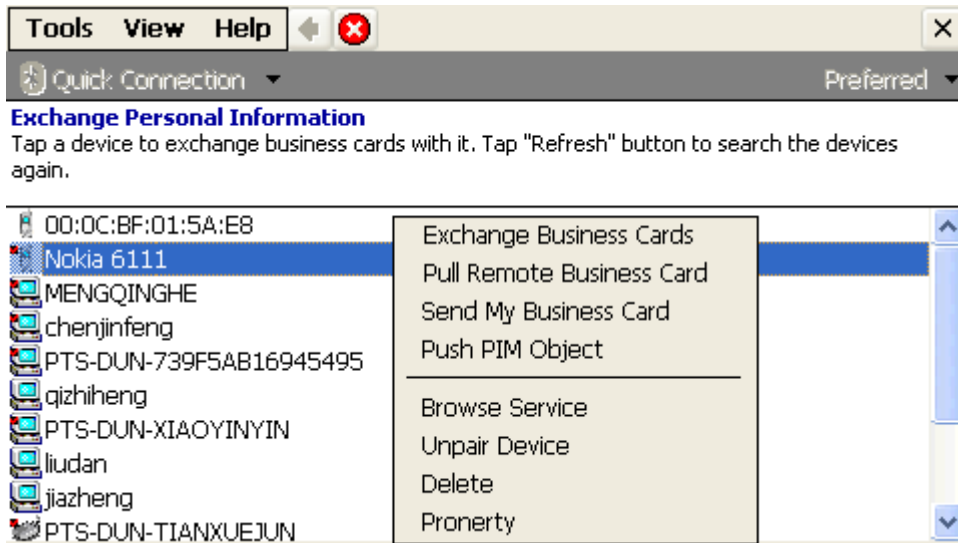 Tools View Help
Quick Connection Preferred
Exchange Personal Information
Tap a device to exchange business cards with it. Tap "Refresh" button to search the devices
again.
00:0C:BF:01:5A:E8
Nokia 6111
MENGQINGHE
chenjinfeng
PTS-DUN-739F5AB16945495
qizhiheng
PTS-DUN-XIAOYINYIN
liudan
jiazheng
PTS-DUN-TIANXUEJUN
Exchange Business Cards
Pull Remote Business Card
Send My Business Card
Push PIM Object
Browse Service
Unpair Device
Delete
Pronerty